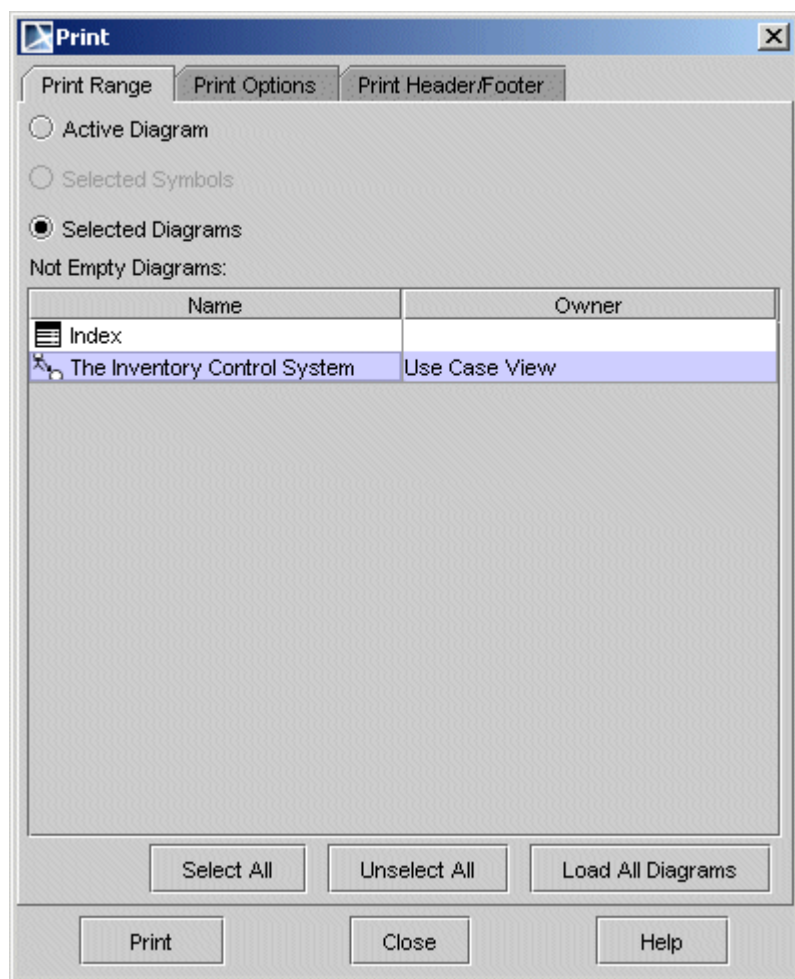 Print
Print Range Print Options Print Header/Footer
Active Diagram
Selected Symbols
Selected Diagrams
Not Empty Diagrams:
Name Owner
Index
The Inventory Control System Use Case View
Select All Unselect All Load All Diagrams
Print Close Help